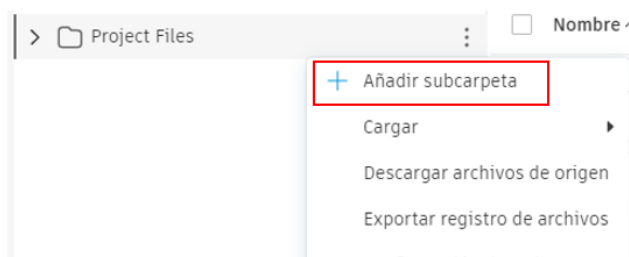 Project Files
Nombre
Añadir subcarpeta
Cargar
Descargar archivos de origen
Exportar registro de archivos